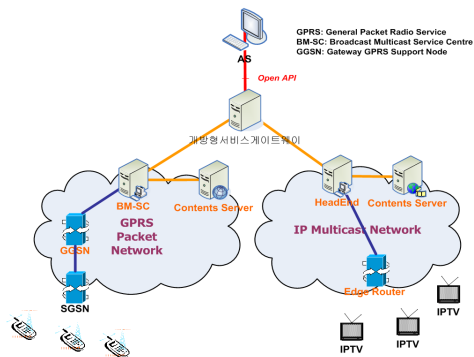 GPRS: General Packet Radio Service
BM-SC: Broadcast Multicast Service Centre
GGSN: Gateway GPRS Support Node
AS
Open API
개방형서비스게이트웨이
BM-SC
Contents Server
HeadEnd
Contents Server
GPRS
Packet
Network
IP Multicast Network
GGSN
Edge Router
SGSN
IPTV
IPTV
IPTV